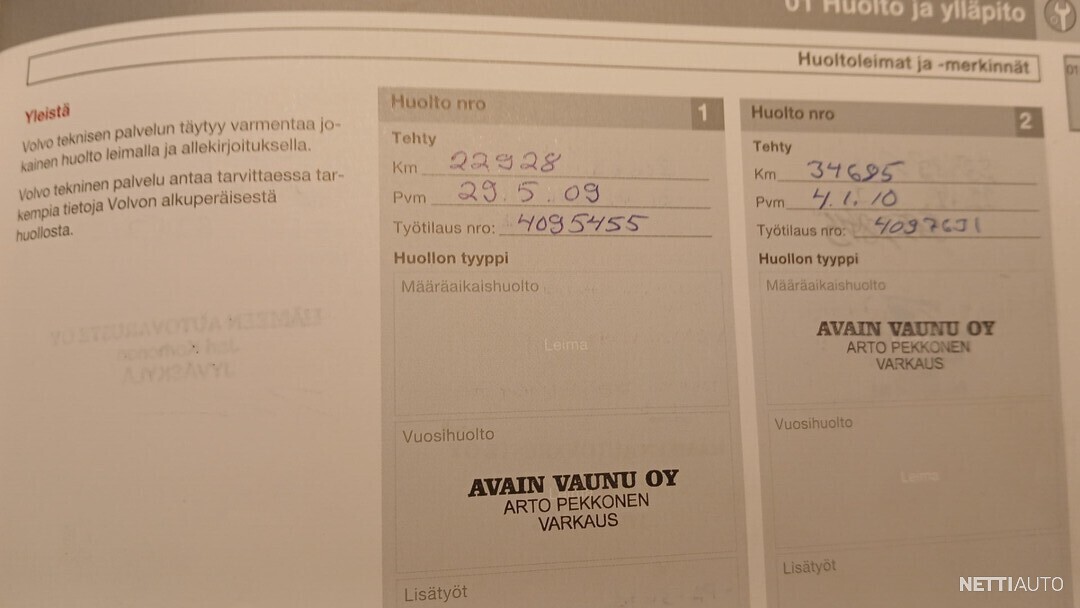 01 Huolto ja ylläpito
Huoltoleimat ja -merkinnät
01
Yleistä
Volvo teknisen palvelun täytyy varmentaa jo-
kainen huolto leimalla ja allekirjoituksella.
Volvo tekninen palvelu antaa tarvittaessa tar-
kempia tietoja Volvon alkuperäisestä
huollosta.
Huolto nro 1
Tehty
Km 22928
Pvm 29.5.09
Työtilaus nro: 4095455
Huollon tyyppi
Määräaikaishuolto
Leima
Vuosihuolto
AVAIN VAUNU OY
ARTO PEKKONEN
VARKAUS
Lisätyöt
Huolto nro 2
Tehty
Km 34695
Pvm 4.1.10
Työtilaus nro:
Huollon tyyppi
Määräaikaishuolto
AVAIN VAUNU OY
ARTO PEKKONEN
VARKAUS
Vuosihuolto
Leima
Lisätyöt
NETTIAUTO